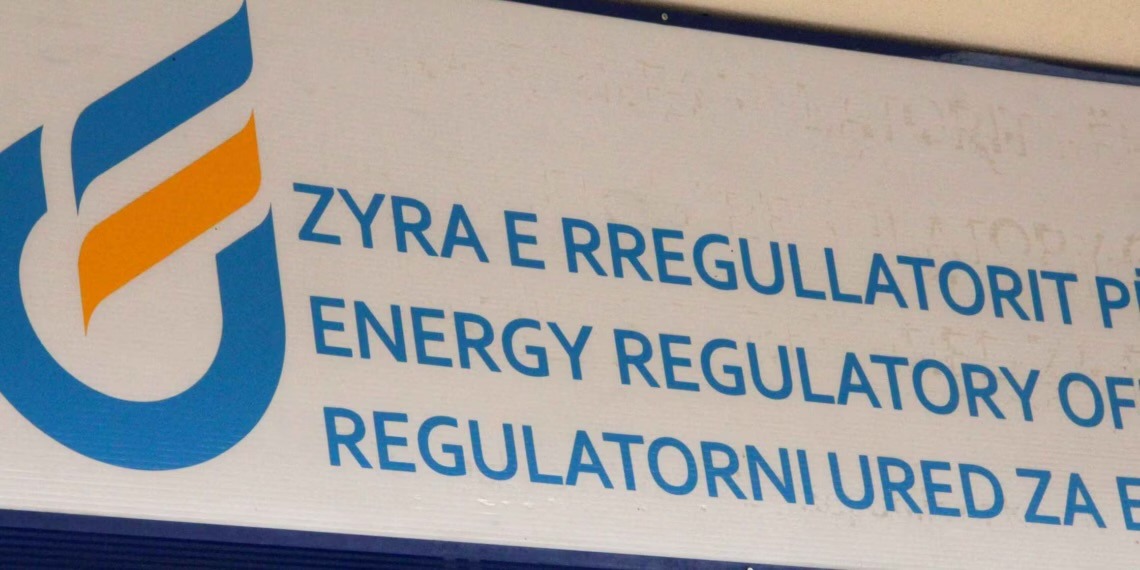 ZYRA E RREGULLATORIT
ENERGY REGULATORY
REGULATORNI URED ZA